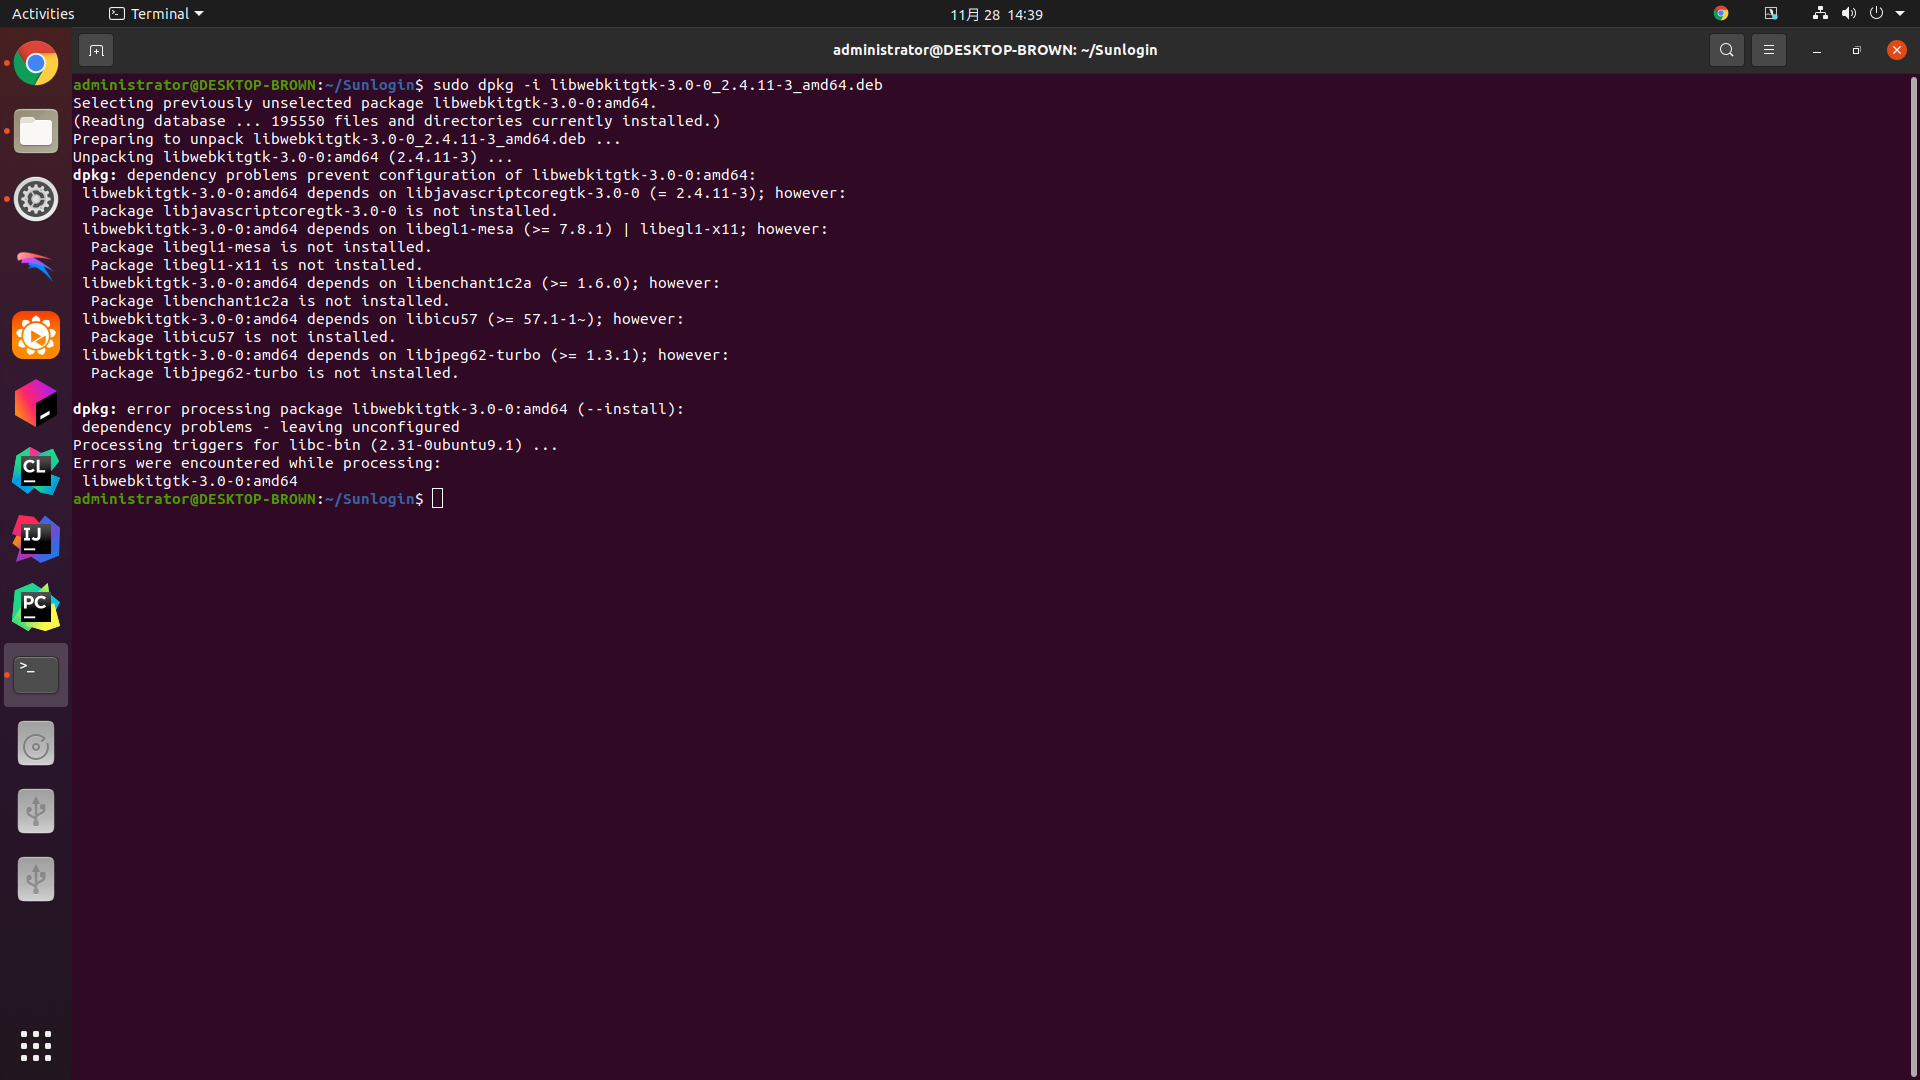 Activities
Terminal
11月 28 14:39
administrator@DESKTOP-BROWN: ~/Sunlogin
administrator@DESKTOP-BROWN:~/Sunlogin$ sudo dpkg -i libwebkitgtk-3.0-0_2.4.11-3_amd64.deb
Selecting previously unselected package libwebkitgtk-3.0-0:amd64.
(Reading database ... 195550 files and directories currently installed.)
Preparing to unpack libwebkitgtk-3.0-0_2.4.11-3_amd64.deb ...
Unpacking libwebkitgtk-3.0-0:amd64 (2.4.11-3) ...
dpkg: dependency problems prevent configuration of libwebkitgtk-3.0-0:amd64:
 libwebkitgtk-3.0-0:amd64 depends on libjavascriptcoregtk-3.0-0 (= 2.4.11-3); however:
  Package libjavascriptcoregtk-3.0-0 is not installed.
 libwebkitgtk-3.0-0:amd64 depends on libegl1-mesa (>= 7.8.1) | libegl1-x11; however:
  Package libegl1-mesa is not installed.
  Package libegl1-x11 is not installed.
 libwebkitgtk-3.0-0:amd64 depends on libenchant1c2a (>= 1.6.0); however:
  Package libenchant1c2a is not installed.
 libwebkitgtk-3.0-0:amd64 depends on libicu57 (>= 57.1-1~); however:
  Package libicu57 is not installed.
 libwebkitgtk-3.0-0:amd64 depends on libjpeg62-turbo (>= 1.3.1); however:
  Package libjpeg62-turbo is not installed.
dpkg: error processing package libwebkitgtk-3.0-0:amd64 (--install):
 dependency problems - leaving unconfigured
Processing triggers for libc-bin (2.31-0ubuntu9.1) ...
Errors were encountered while processing:
 libwebkitgtk-3.0-0:amd64
administrator@DESKTOP-BROWN:~/Sunlogin$
CL
IJ
PC
>_